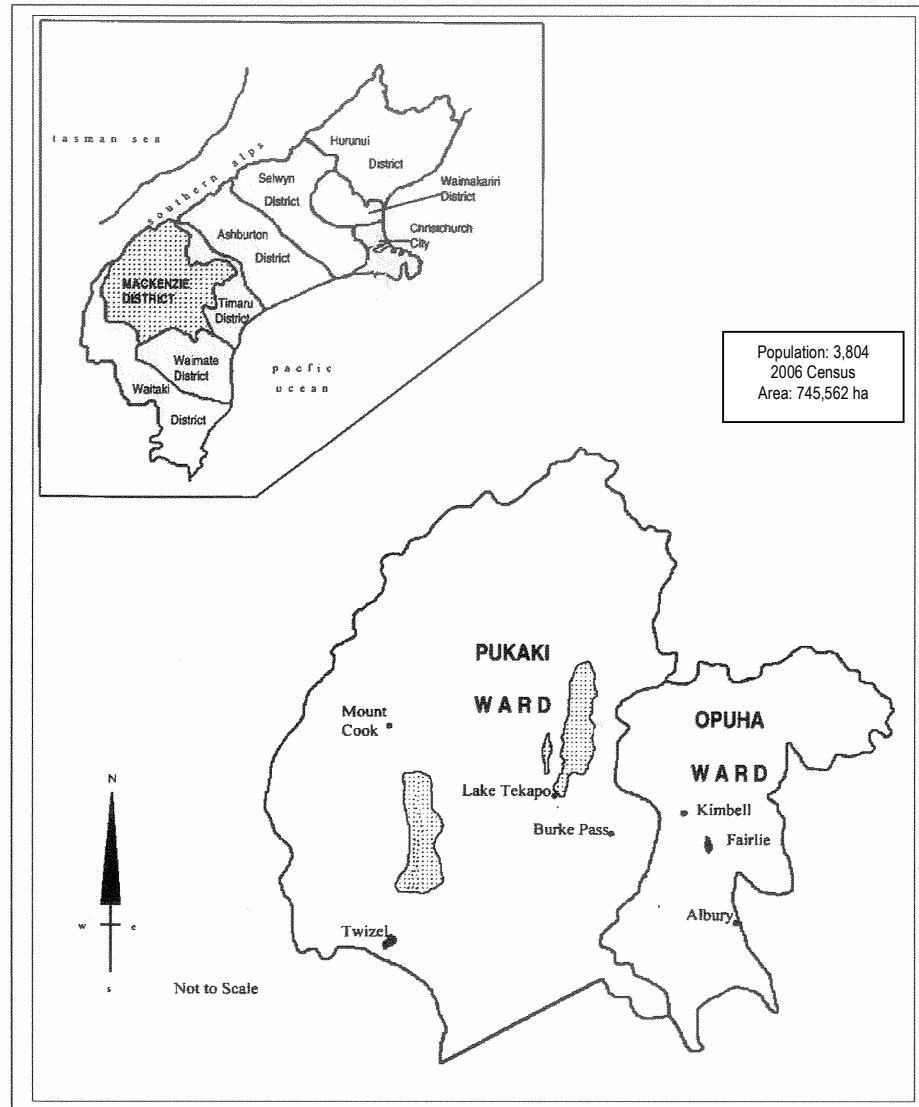 tasman sea
southern alps
Hurunui
District
Selwyn
District
Waimakariri
District
Christchurch
City
Ashburton
District
MACKENZIE
DISTRICT
Timaru
District
Waimate
District
Waitaki
District
pacfic
ocean
Population: 3,804
2006 Census
Area: 745,562 ha
PUKAKI
WARD
OPUHA
WARD
Mount
Cook
Lake Tekapo
Burke Pass
Kimbell
Fairlie
Albury
Twizel
N
w e
s
Not to Scale